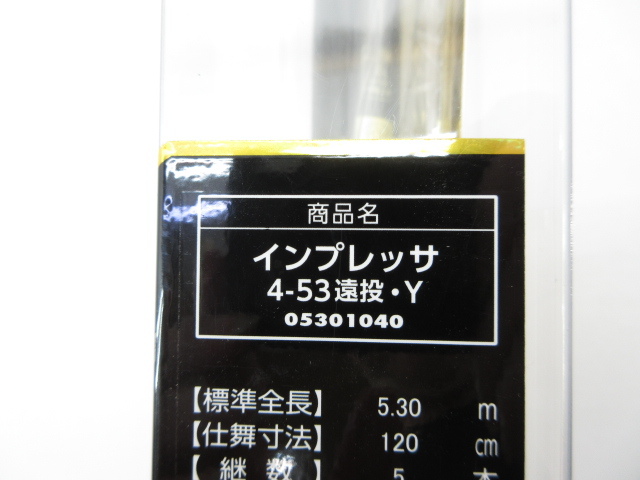 商品名
インプレッサ
4-53遠投・Y
05301040
【標準全長】 5.30 m
【仕舞寸法】 120 cm
【継数】 5 本